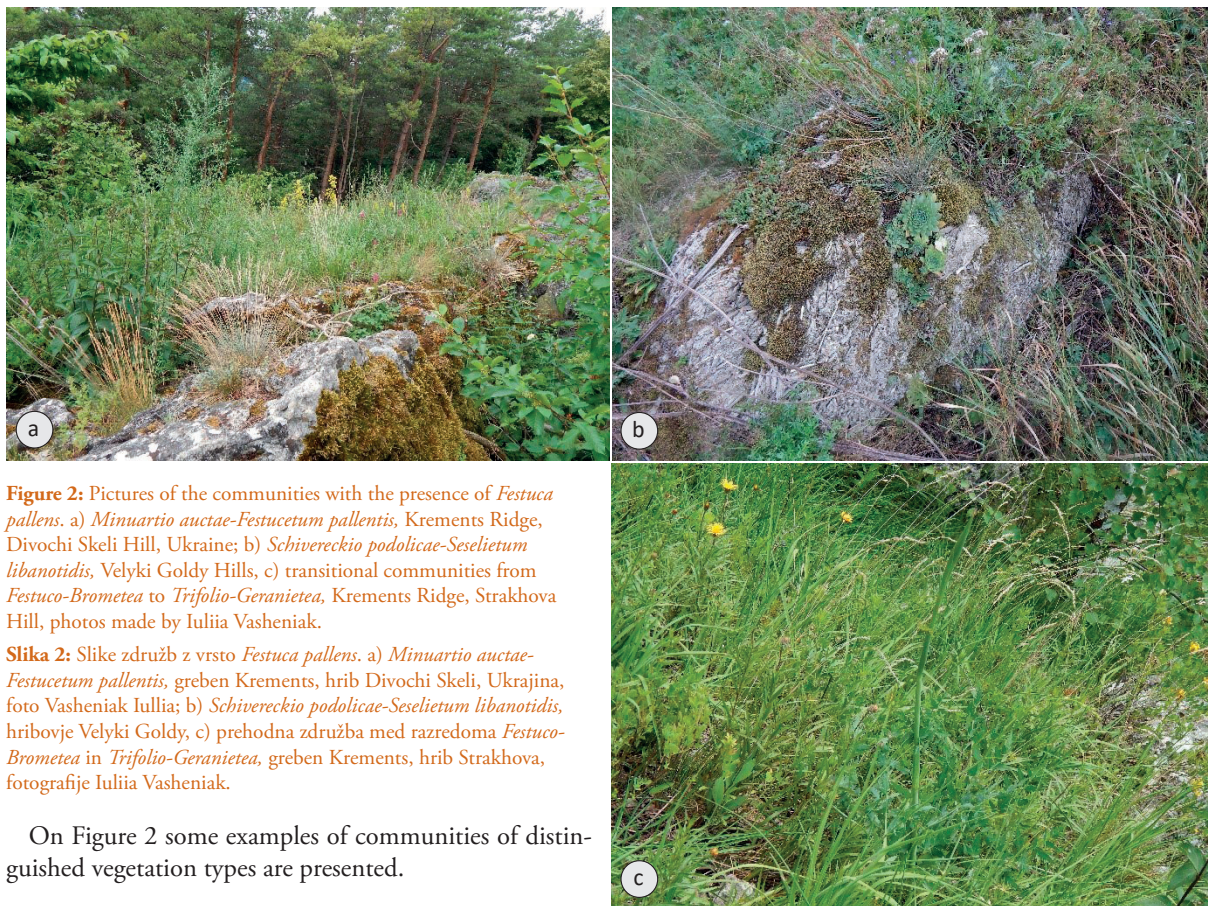 a
b
Figure 2: Pictures of the communities with the presence of Festuca
pallens. a) Minuartio auctae-Festucetum pallentis, Krements Ridge,
Divochi Skeli Hill, Ukraine; b) Schivereckio podolicae-Seselietum
libanotidis, Velyki Goldy Hills, c) transitional communities from
Festuco-Brometea to Trifolio-Geranietea, Krements Ridge, Strakhova
Hill, photos made by Iuliia Vasheniak.
Slika 2: Slike združb z vrsto Festuca pallens. a) Minuartio auctae-
Festucetum pallentis, greben Krements, hrib Divochi Skeli, Ukrajina,
foto Vasheniak Iullia; b) Schivereckio podolicae-Seselietum libanotidis,
hribovje Velyki Goldy, c) prehodna združba med razredoma Festuco-
Brometea in Trifolio-Geranietea, greben Krements, hrib Strakhova,
fotografije Iuliia Vasheniak.
On Figure 2 some examples of communities of distin-
guished vegetation types are presented.
c